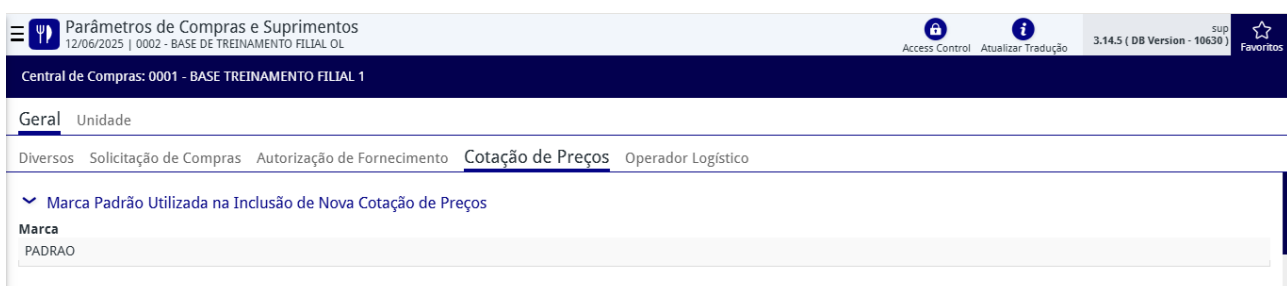 Parâmetros de Compras e Suprimentos
12/06/2025 | 0002 - BASE DE TREINAMENTO FILIAL OL
Access Control
Atualizar Tradução
sup
3.14.5 ( DB Version - 10630 )
Favoritos
Central de Compras: 0001 - BASE TREINAMENTO FILIAL 1
Geral Unidade
Diversos Solicitação de Compras Autorização de Fornecimento Cotação de Preços Operador Logístico
Marca Padrão Utilizada na Inclusão de Nova Cotação de Preços
Marca
PADRAO